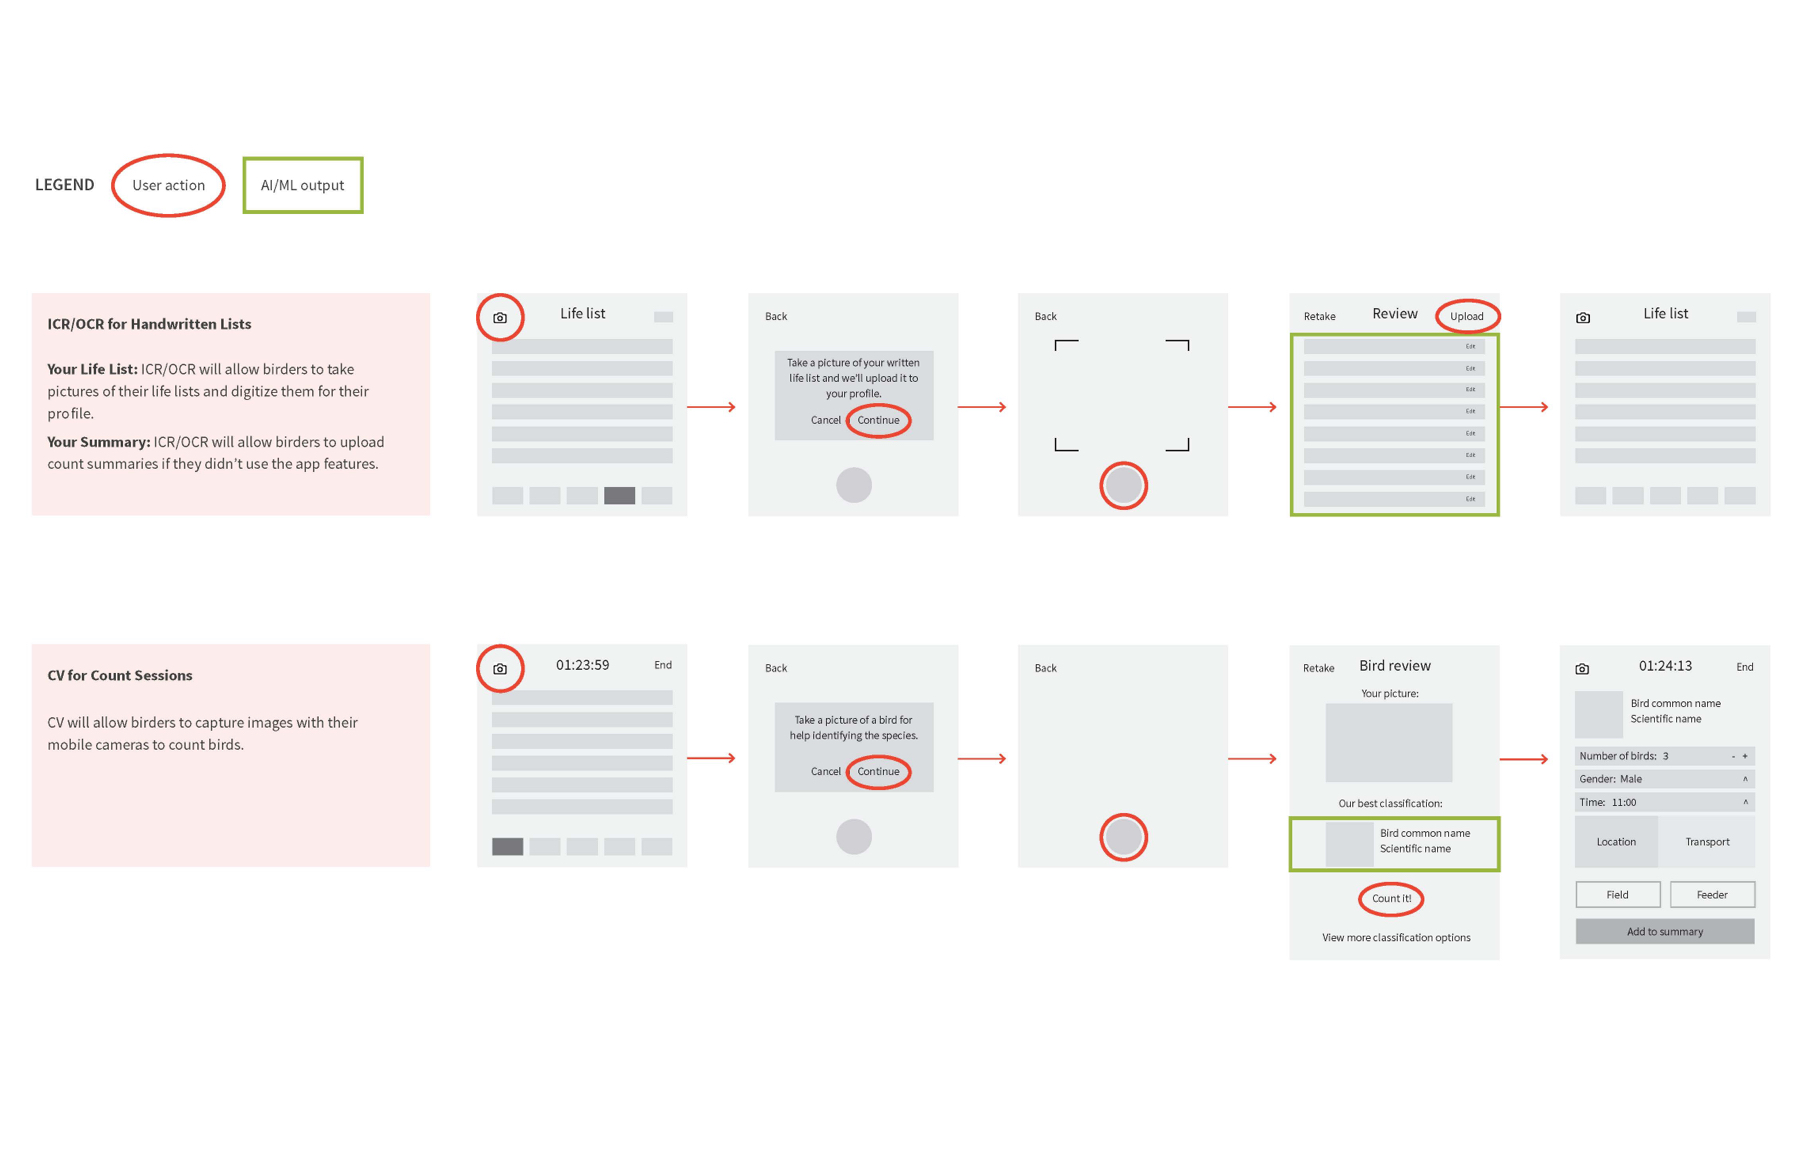 LEGEND
User action
AI/ML output
ICR/OCR for Handwritten Lists
Your Life List: ICR/OCR will allow birders to take
pictures of their life lists and digitize them for their
profile.
Your Summary: ICR/OCR will allow birders to upload
count summaries if they didn't use the app features.
Life list
Back
Take a picture of your written
life list and we'll upload it to
your profile.
Cancel
Continue
Back
Retake
Review
Upload
Edit
Edit
Edit
Edit
Edit
Edit
Edit
Edit
Life list
CV for Count Sessions
CV will allow birders to capture images with their
mobile cameras to count birds.
01:23:59
End
Back
Take a picture of a bird for
help identifying the species.
Cancel
Continue
Back
Retake
Bird review
Your picture:
Our best classification:
Bird common name
Scientific name
Count it!
View more classification options
01:24:13
End
Bird common name
Scientific name
Number of birds: 3 - +
Gender: Male ^
Time: 11:00 ^
Location
Transport
Field
Feeder
Add to summary